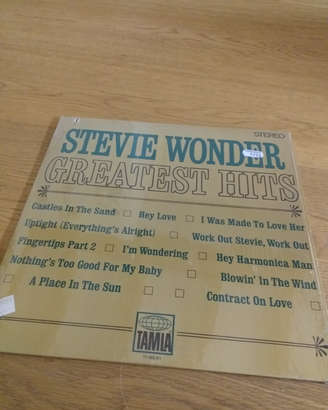 STEREO
STEVIE WONDER
GREATEST HITS
Castles In The Sand □ Hey Love □ I Was Made To Love Her
Uptight (Everything's Alright) □ Work Out Stevie, Work Out
Fingertips Part 2 □ I'm Wondering □ Hey Harmonica Man
Nothing's Too Good For My Baby □ Blowin' In The Wind
□ A Place In The Sun □ □ Contract On Love □
TAMLA